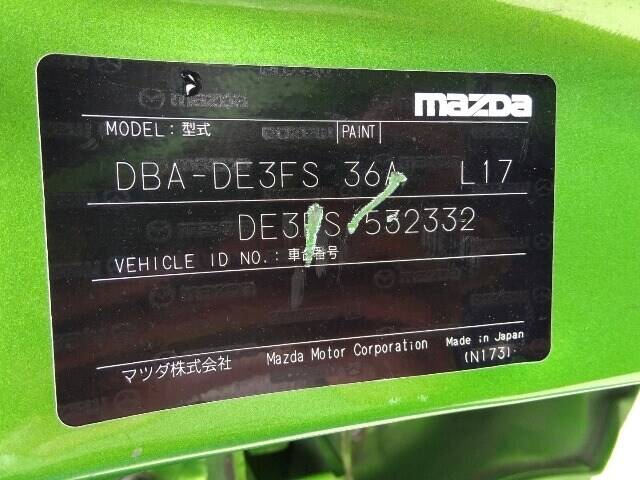 mazda
MODEL: 型式 PAINT
DBA-DE3FS 36A L17
DE3FS-532332
VEHICLE ID NO.: 車台番号
マツダ株式会社 Mazda Motor Corporation Made in Japan
(N173)